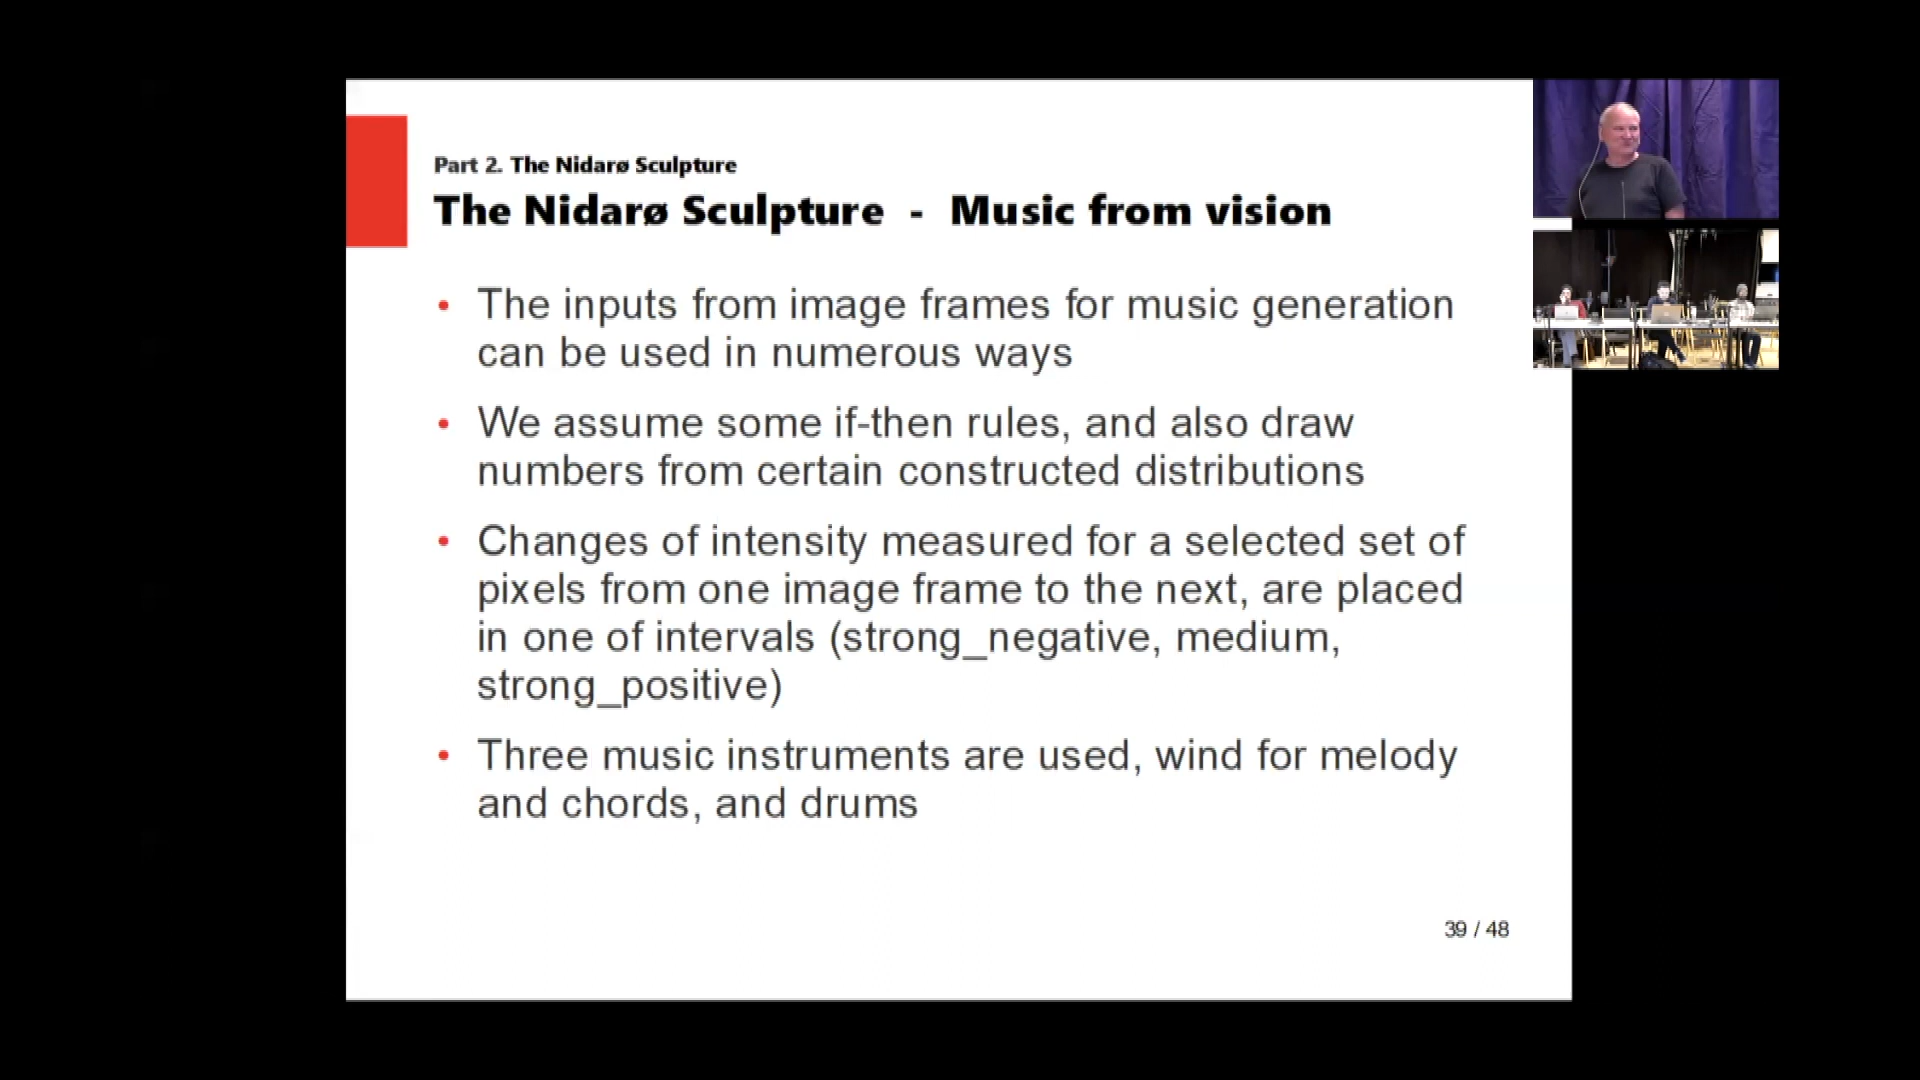 Part 2. The Nidarø Sculpture
The Nidarø Sculpture - Music from vision
• The inputs from image frames for music generation
can be used in numerous ways
• We assume some if-then rules, and also draw
numbers from certain constructed distributions
• Changes of intensity measured for a selected set of
pixels from one image frame to the next, are placed
in one of intervals (strong_negative, medium,
strong_positive)
• Three music instruments are used, wind for melody
and chords, and drums
39 / 48